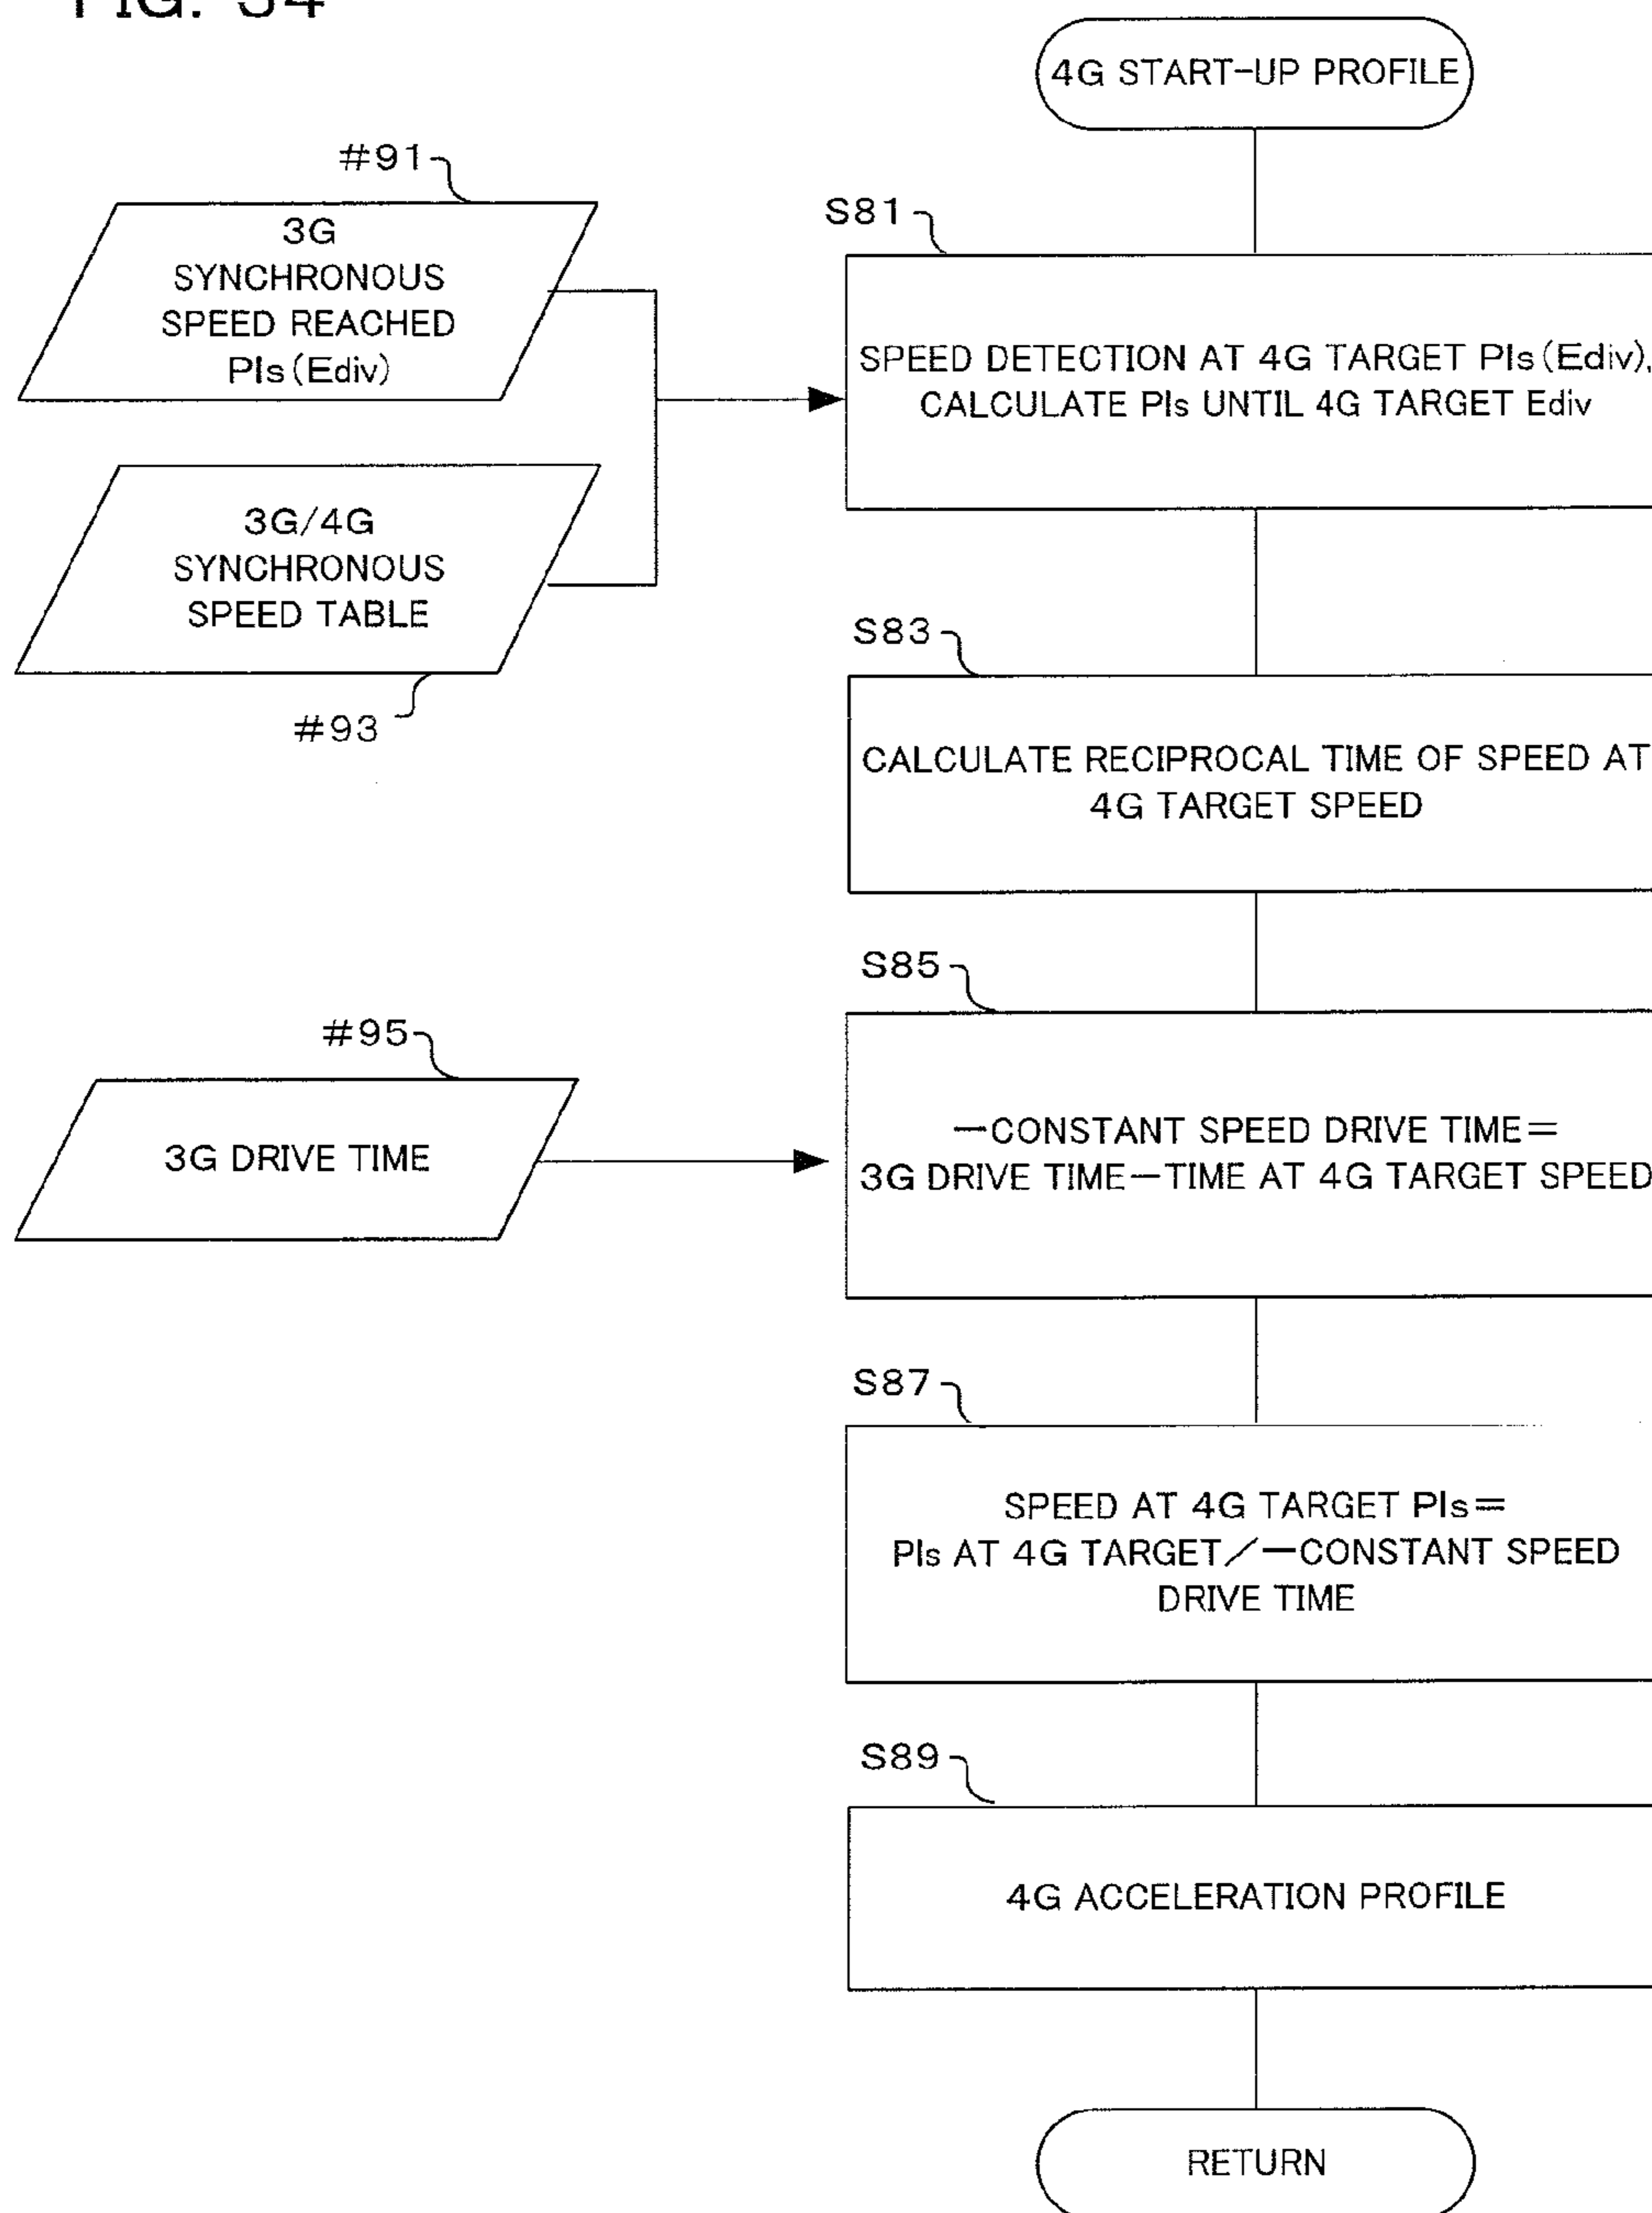 FIG. 34
4G START-UP PROFILE
#91
3G
SYNCHRONOUS
SPEED REACHED
PIs(Ediv)
S81
SPEED DETECTION AT 4G TARGET PIs(Ediv),
CALCULATE PIs UNTIL 4G TARGET Ediv
3G/4G
SYNCHRONOUS
SPEED TABLE
#93
S83
CALCULATE RECIPROCAL TIME OF SPEED AT
4G TARGET SPEED
S85
#95
3G DRIVE TIME
—CONSTANT SPEED DRIVE TIME=
3G DRIVE TIME—TIME AT 4G TARGET SPEED
S87
SPEED AT 4G TARGET PIs=
PIs AT 4G TARGET/—CONSTANT SPEED
DRIVE TIME
S89
4G ACCELERATION PROFILE
RETURN